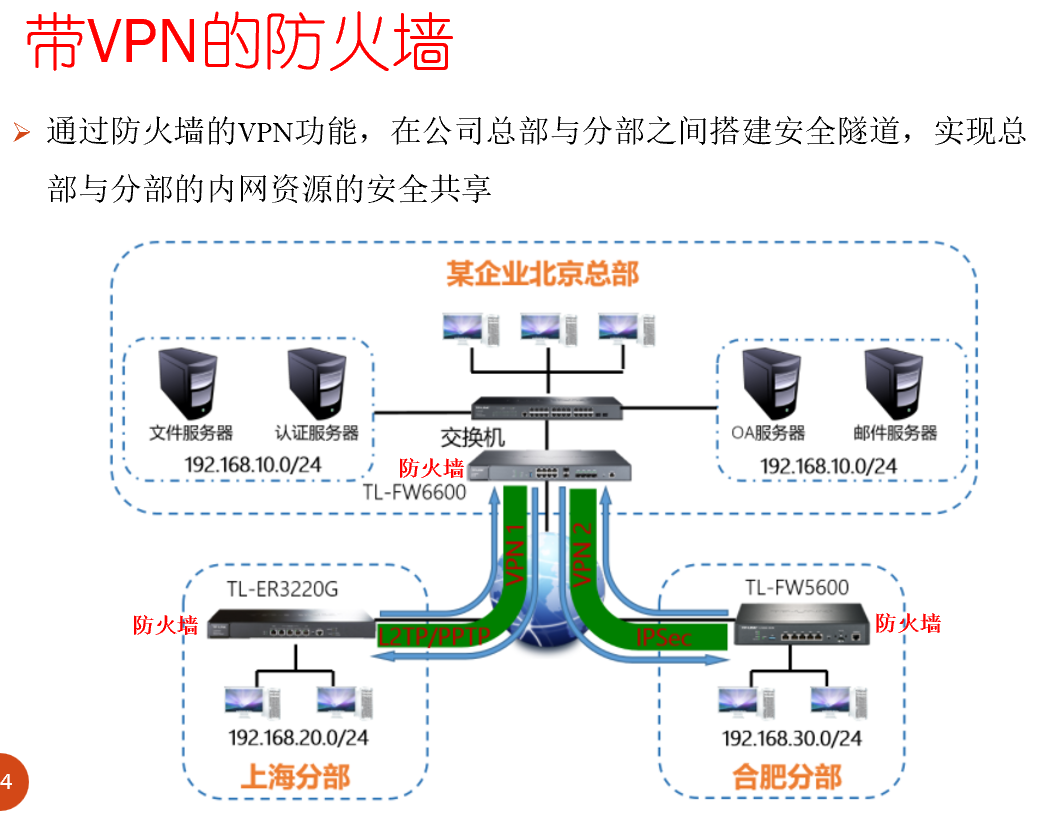 带VPN的防火墙
通过防火墙的VPN功能，在公司总部与分部之间搭建安全隧道，实现总
部与分部的内网资源的安全共享
某企业北京总部
文件服务器
认证服务器
192.168.10.0/24
OA服务器
邮件服务器
192.168.10.0/24
交换机
防火墙
TL-FW6600
VPN 1
VPN 2
TL-ER3220G
防火墙
L2TP/PPTP
192.168.20.0/24
上海分部
TL-FW5600
防火墙
IPSec
192.168.30.0/24
合肥分部
4